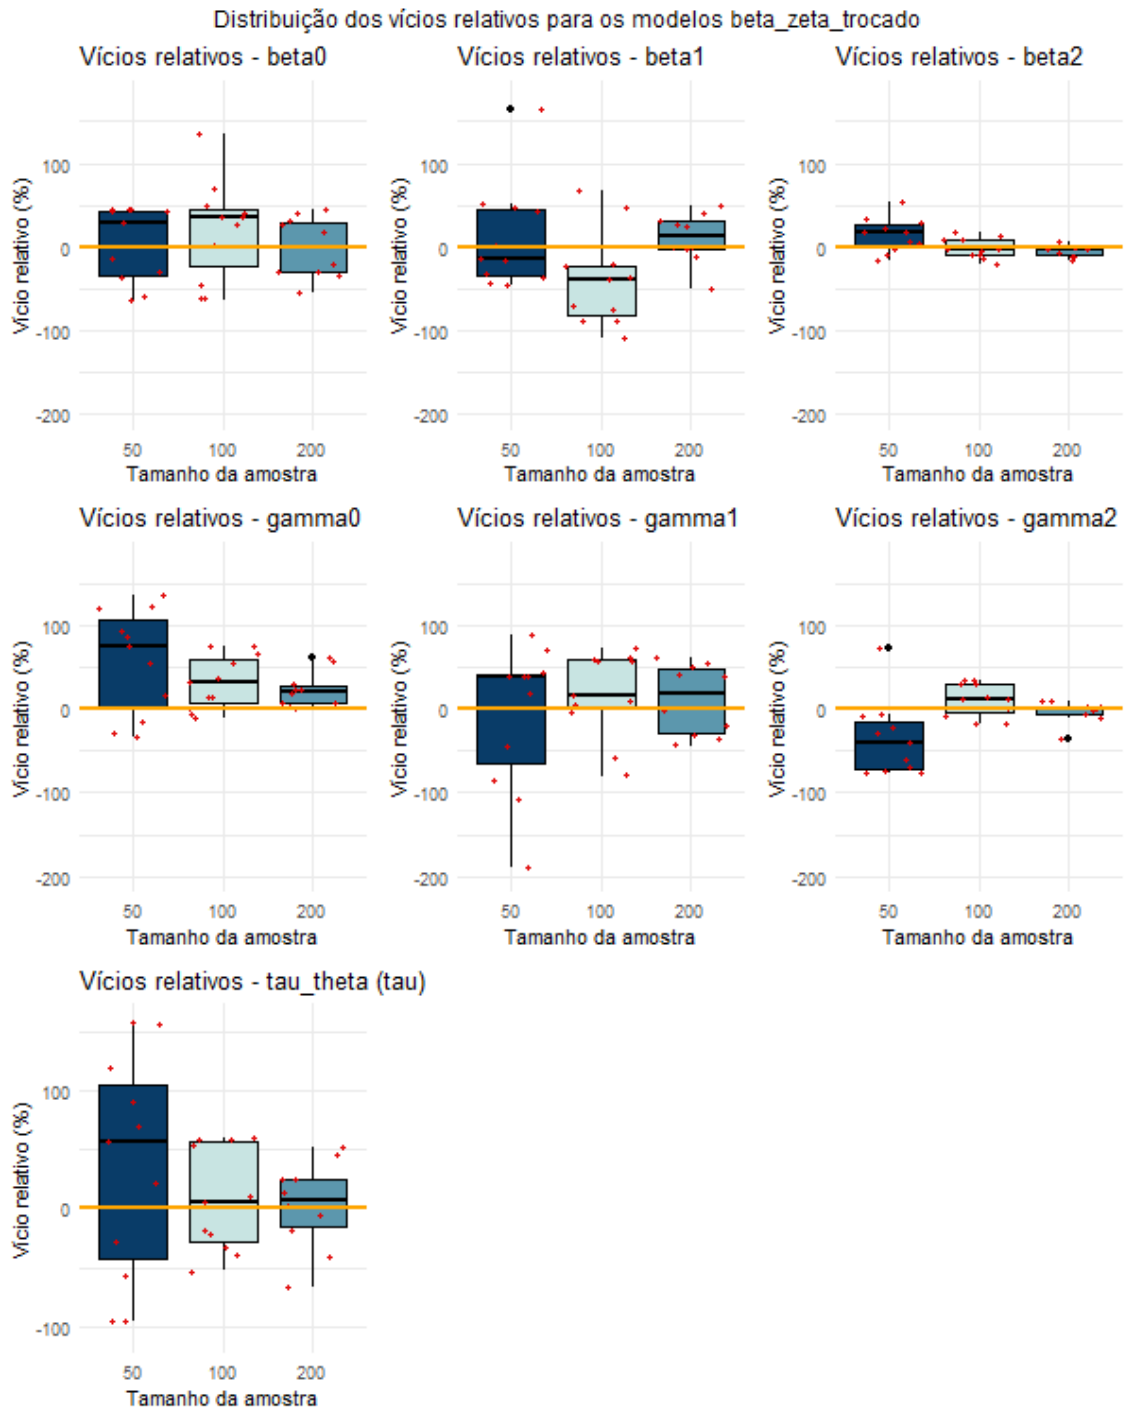 Distribuição dos vícios relativos para os modelos beta_zeta_trocado
Vícios relativos - beta0
Vício relativo (%)
100
0
-100
-200
50 100 200
Tamanho da amostra
Vícios relativos - beta1
Vício relativo (%)
100
0
-100
-200
50 100 200
Tamanho da amostra
Vícios relativos - beta2
Vício relativo (%)
100
0
-100
-200
50 100 200
Tamanho da amostra
Vícios relativos - gamma0
Vício relativo (%)
100
0
-100
-200
50 100 200
Tamanho da amostra
Vícios relativos - gamma1
Vício relativo (%)
100
0
-100
-200
50 100 200
Tamanho da amostra
Vícios relativos - gamma2
Vício relativo (%)
100
0
-100
-200
50 100 200
Tamanho da amostra
Vícios relativos - tau_theta (tau)
Vício relativo (%)
100
0
-100
50 100 200
Tamanho da amostra